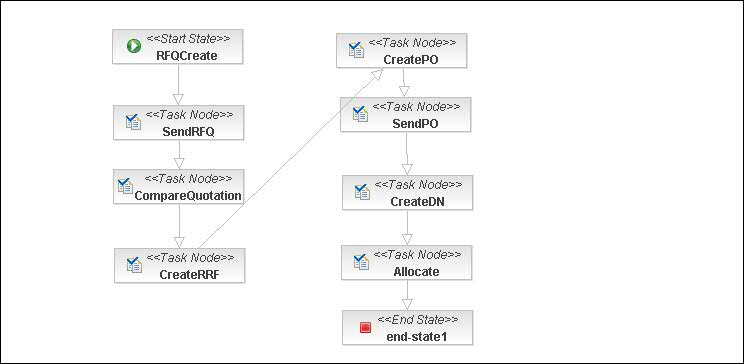 <<Start State>>
RFQCreate
<<Task Node>>
SendRFQ
<<Task Node>>
CompareQuotation
<<Task Node>>
CreateRRF
<<Task Node>>
CreatePO
<<Task Node>>
SendPO
<<Task Node>>
CreateDN
<<Task Node>>
Allocate
<<End State>>
end-state1